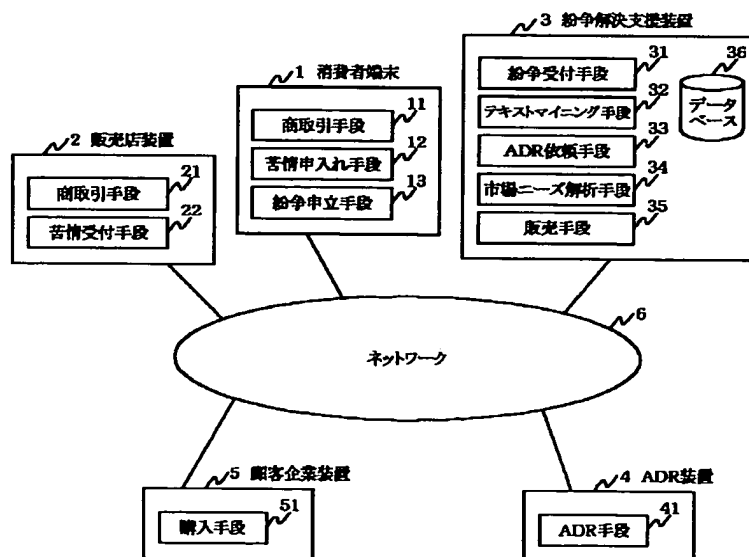 3 紛争解決支援装置
31
紛争受付手段
32
テキストマイニング手段
33
ADR依頼手段
34
市場ニーズ解析手段
35
販売手段
36
データ
ベース
1 消費者端末
11
商取引手段
12
苦情申入れ手段
13
紛争申立手段
2 販売店装置
21
商取引手段
22
苦情受付手段
6
ネットワーク
5 顧客企業装置
51
購入手段
4 ADR装置
41
ADR手段